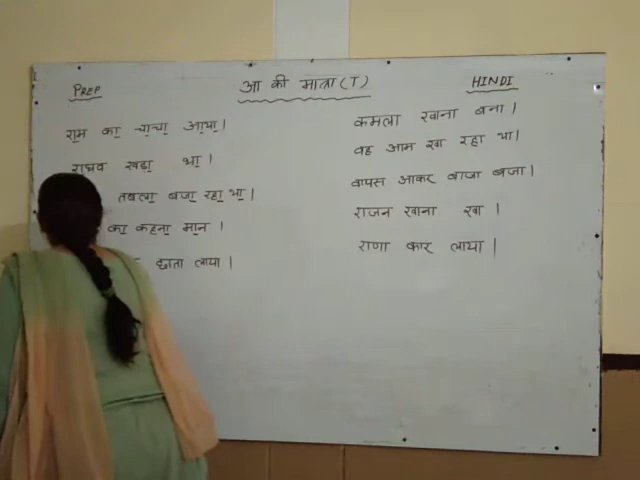 PREP
आ की मात्रा (T)
HINDI
राम का चाचा आया।
राघव खडा था।
तबला बजा रहा था।
का कहना मान।
छाता लाया।
कमला खाना बना।
वह आम खा रहा था।
वापस आकर बाजा बजा।
राजन खाना खा।
राणा कार लाया।